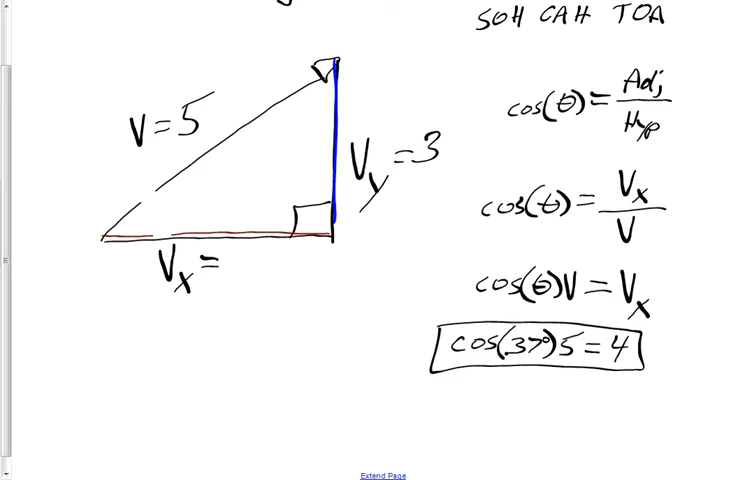 SOH CAH TOA
cos(θ) = Adj/Hyp
V = 5
Vy = 3
cos(θ) = Vx/V
Vx =
cos(θ)V = Vx
cos(37°)5 = 4
Extend Page